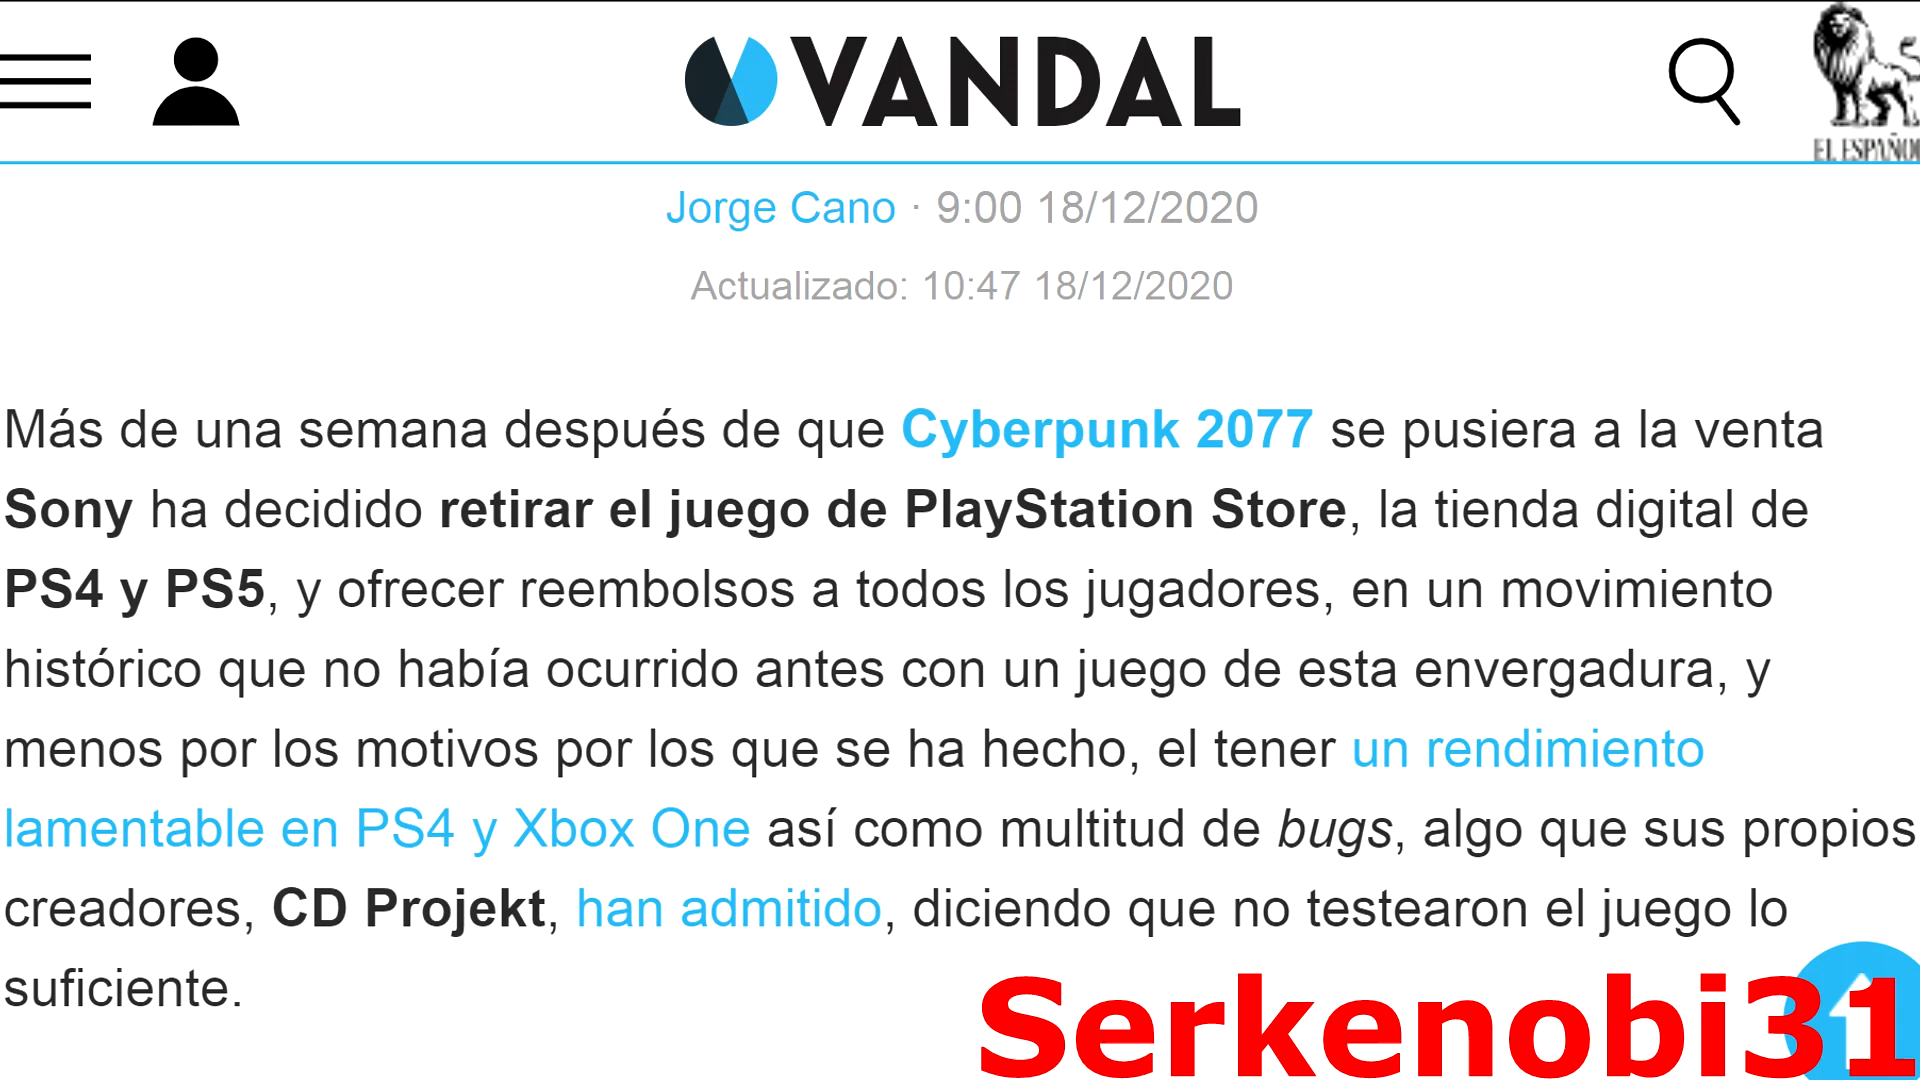 VANDAL
EL ESPAÑOL
Jorge Cano · 9:00 18/12/2020
Actualizado: 10:47 18/12/2020
Más de una semana después de que Cyberpunk 2077 se pusiera a la venta
Sony ha decidido retirar el juego de PlayStation Store, la tienda digital de
PS4 y PS5, y ofrecer reembolsos a todos los jugadores, en un movimiento
histórico que no había ocurrido antes con un juego de esta envergadura, y
menos por los motivos por los que se ha hecho, el tener un rendimiento
lamentable en PS4 y Xbox One así como multitud de bugs, algo que sus propios
creadores, CD Projekt, han admitido, diciendo que no testearon el juego lo
suficiente.
Serkenobi31